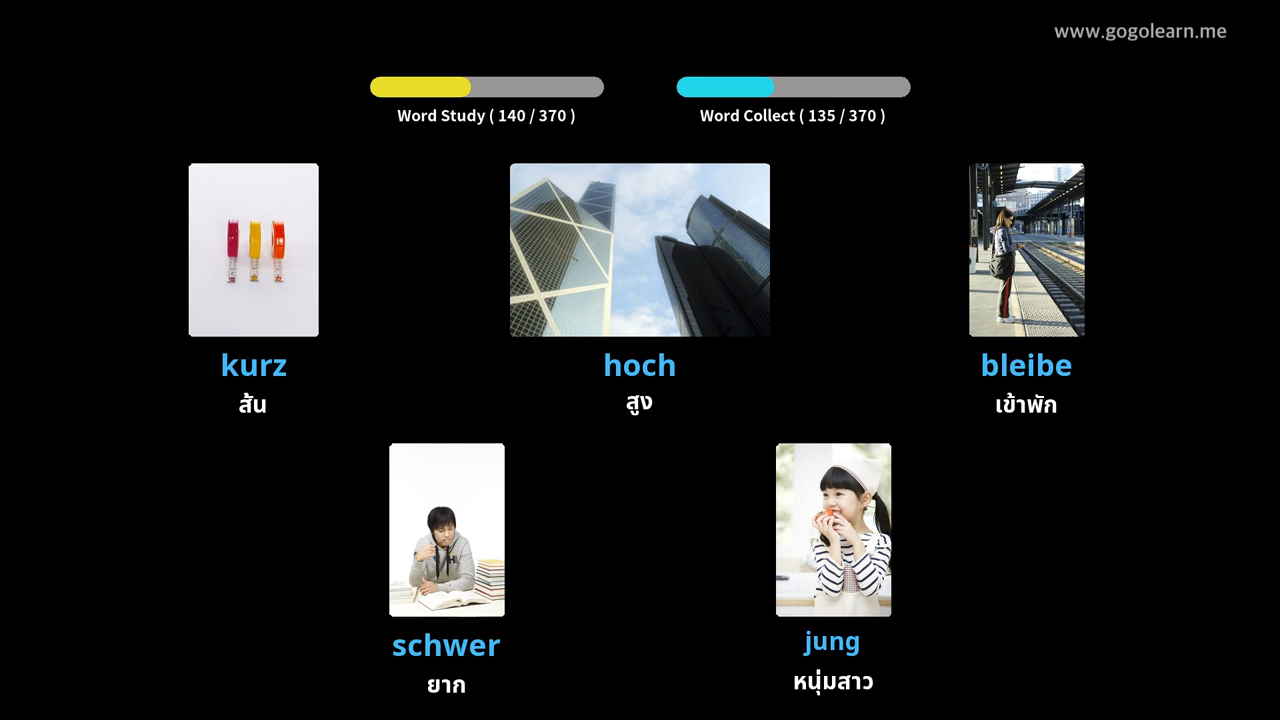 www.gogolearn.me
Word Study ( 140 / 370 )
Word Collect ( 135 / 370 )
kurz
สั้น
hoch
สูง
bleibe
เข้าพัก
schwer
ยาก
jung
หนุ่มสาว